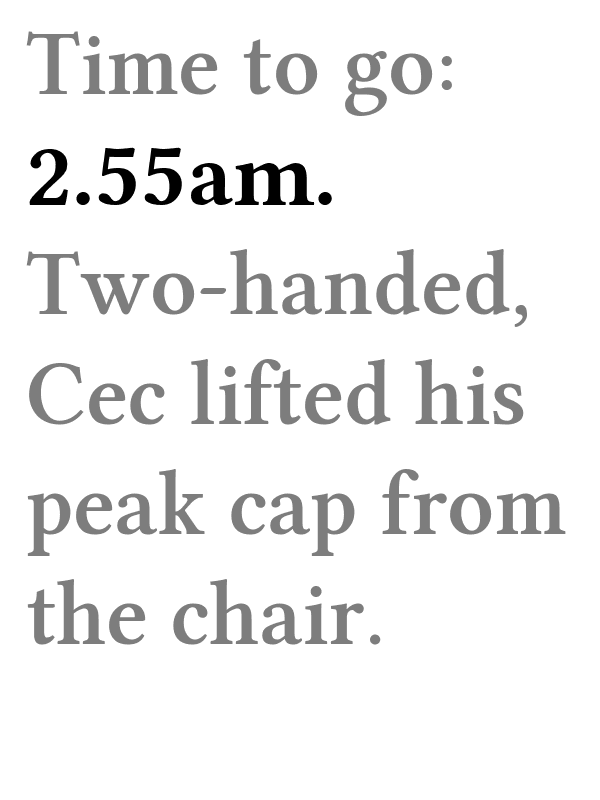 Time to go:
2.55am.
Two-handed,
Cec lifted his
peak cap from
the chair.